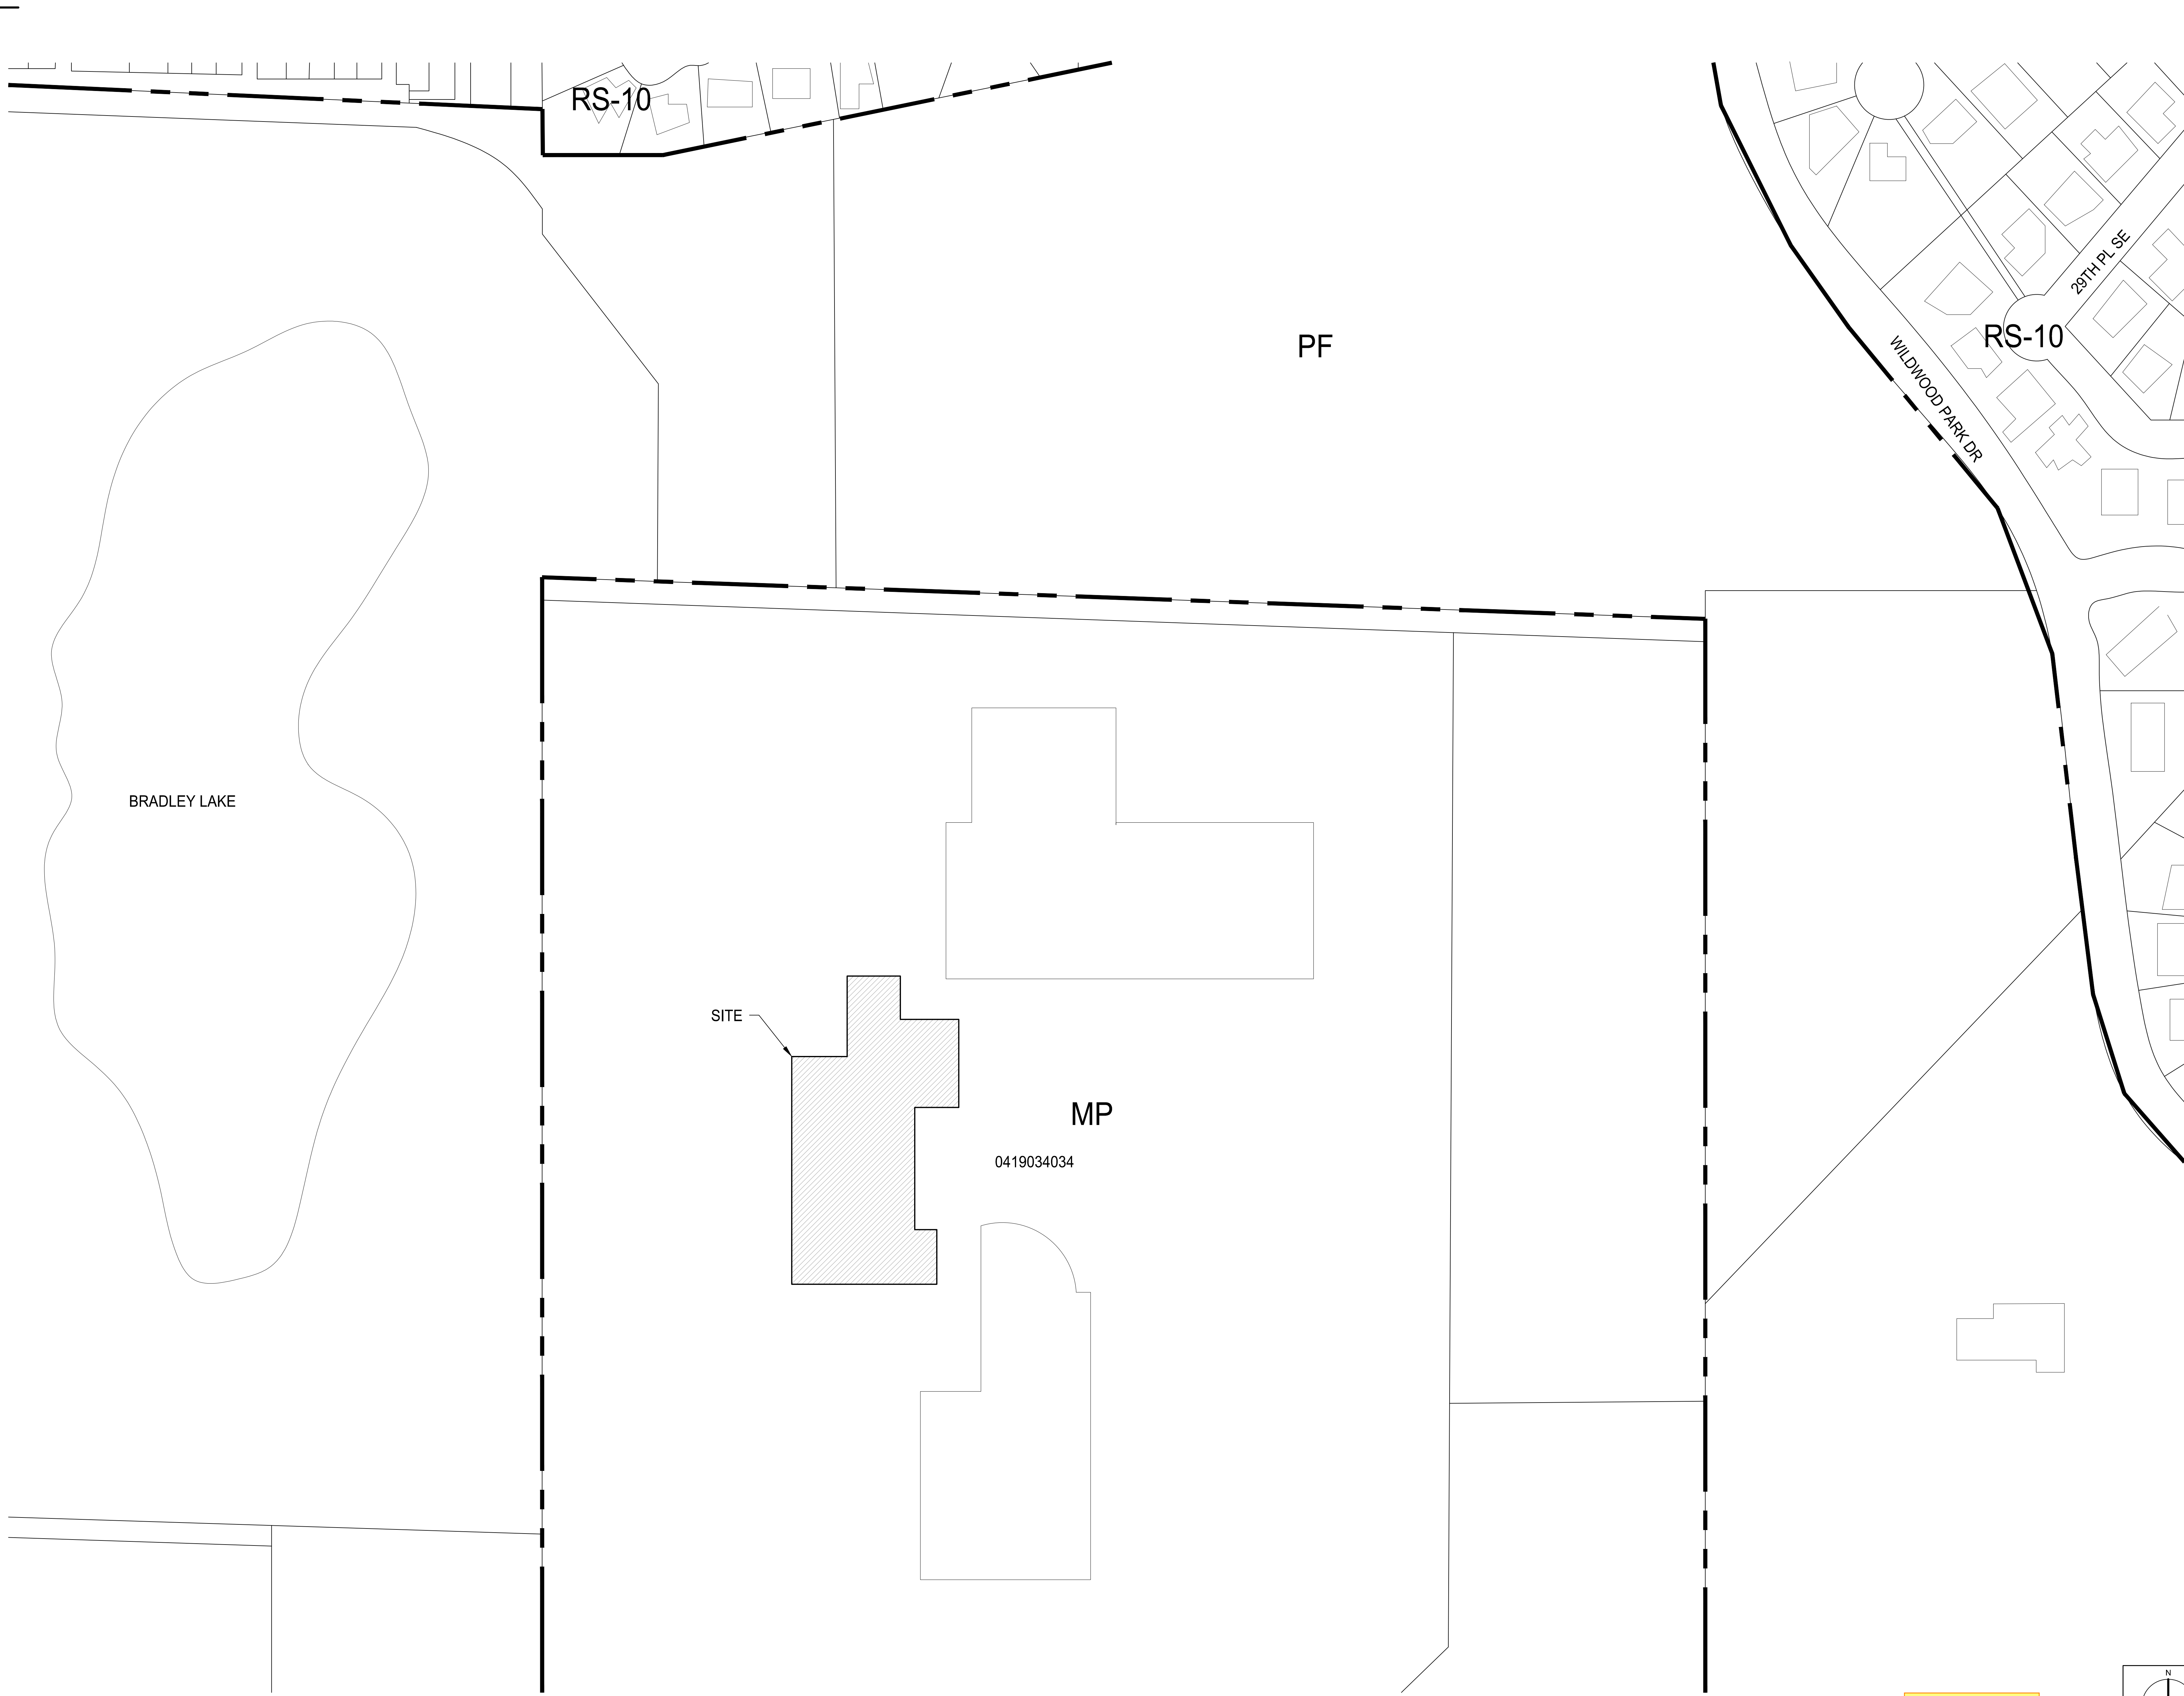 RS-10
29TH PL SE
PF
RS-10
WILDWOOD PARK DR
BRADLEY LAKE
SITE
MP
0419034034
N